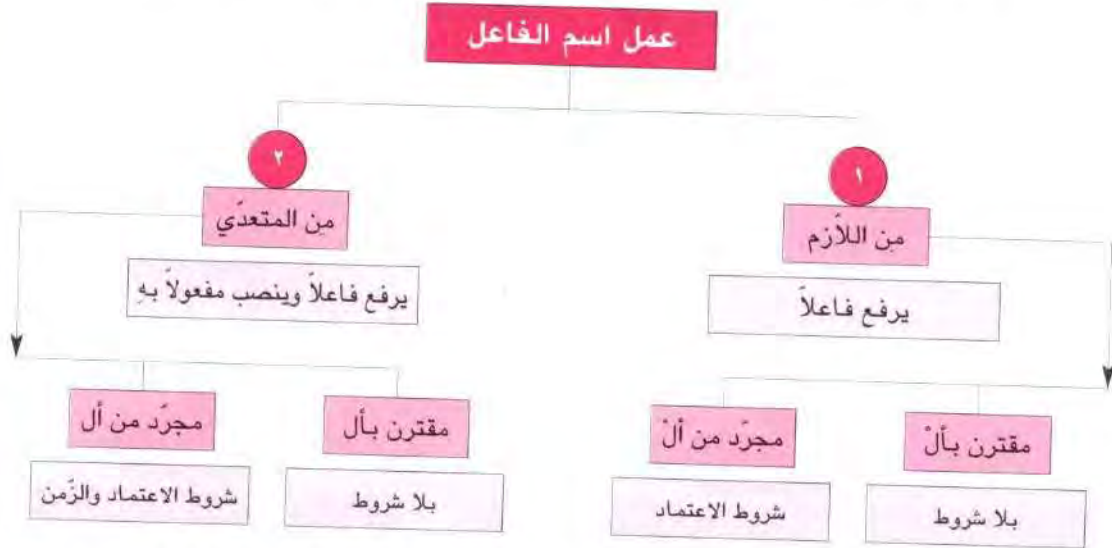 عمل اسم الفاعل
١
من اللاّزم
يرفع فاعلاً
مقترن بألْ
بلا شروط
مجرّد من ألْ
شروط الاعتماد
٢
مِن المتعدّي
يرفع فاعلاً وينصب مفعولاً بهِ
مقترن بأل
بلا شروط
مجرّد من أل
شروط الاعتماد والزّمن